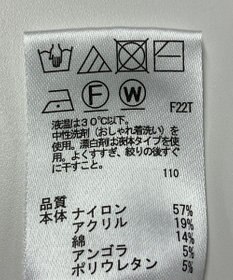 F W F22T
液温は30℃以下。
中性洗剤(おしゃれ着洗い)を
使用。漂白剤は液体タイプを使
用。よくすすぎ、絞りの後すぐ
に干すこと。
110
品質
本体 ナイロン 57%
アクリル 19%
綿 14%
アンゴラ 5%
ポリウレタン 5%